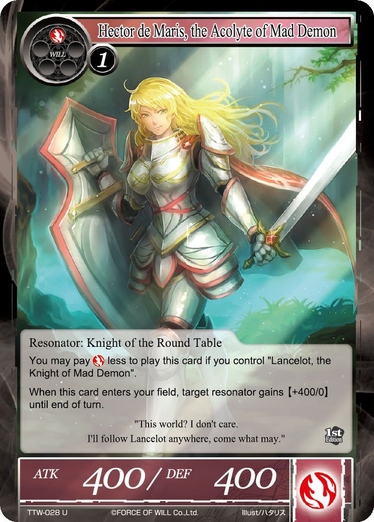 Hector de Maris, the Acolyte of Mad Demon
WILL
1
Resonator: Knight of the Round Table
You may pay less to play this card if you control "Lancelot, the
Knight of Mad Demon".
When this card enters your field, target resonator gains【+400/0】
until end of turn.
"This world? I don't care.
I'll follow Lancelot anywhere, come what may."
1st
Edition
ATK 400/ DEF 400
TTW-028 U ©FORCE OF WILL Co.,Ltd. Illust/ハタリス